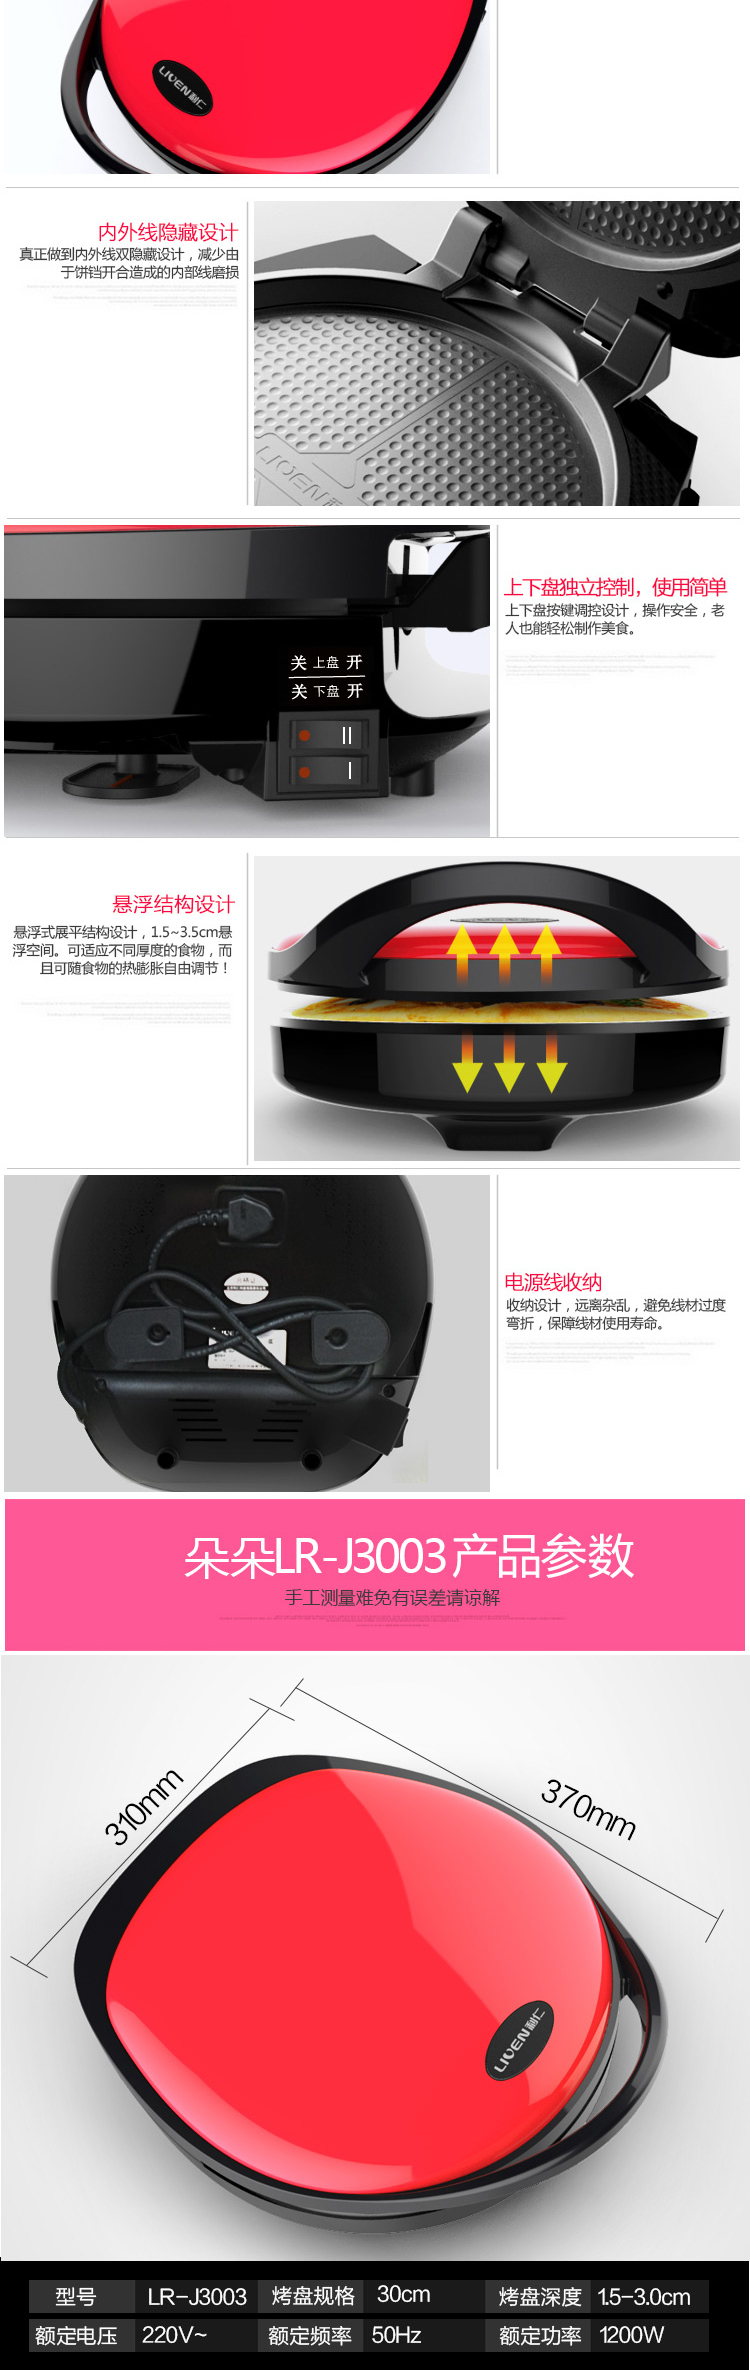 LIVEN利仁
内外线隐藏设计
真正做到内外线双隐藏设计，减少由
于饼铛开合造成的内部线磨损
LIVEN
上下盘独立控制，使用简单
上下盘按键调控设计，操作安全，老
人也能轻松制作美食。
关 上盘 开
关 下盘 开
II
I
悬浮结构设计
悬浮式展平结构设计，1.5~3.5cm悬
浮空间。可适应不同厚度的食物，而
且可随食物的热膨胀自由调节！
电源线收纳
收纳设计，远离杂乱，避免线材过度
弯折，保障线材使用寿命。
朵朵LR-J3003产品参数
手工测量难免有误差请谅解
310mm
370mm
LIVEN利仁
型号 LR-J3003 烤盘规格 30cm 烤盘深度 1.5-3.0cm
额定电压 220V~ 额定频率 50Hz 额定功率 1200W